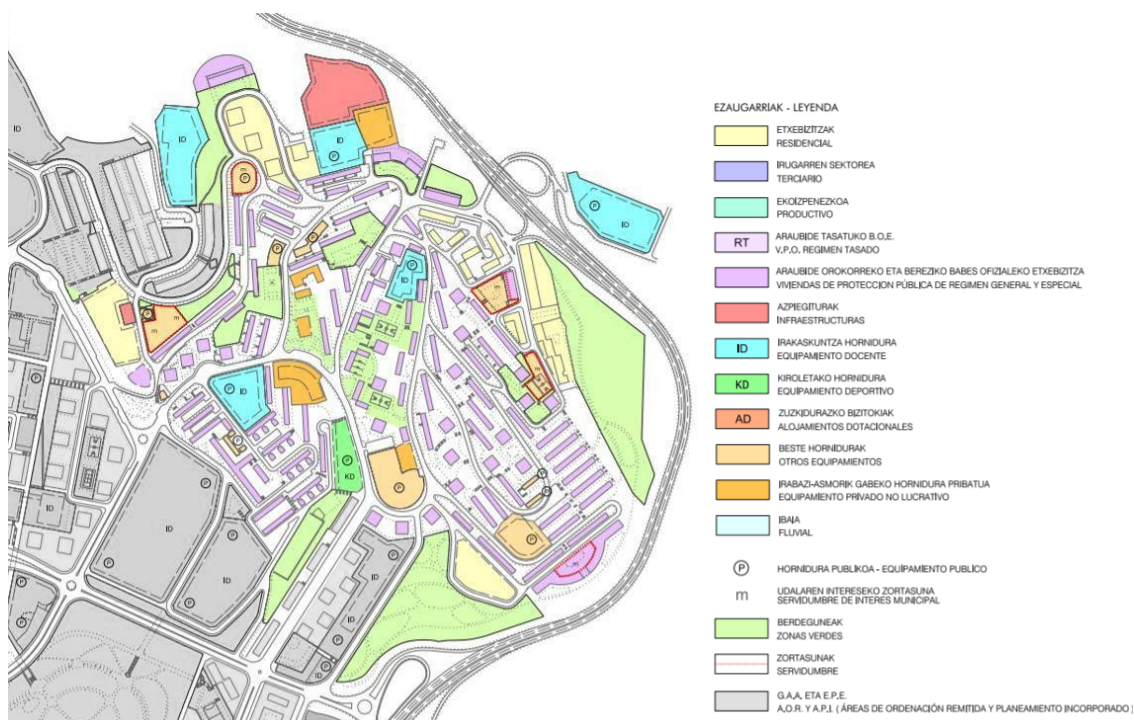 EZAUGARRIAK - LEYENDA
ETXEBIZITZAK
RESIDENCIAL
IRUGARREN SEKTOREA
TERCIARIO
EKOIZPENEZKOA
PRODUCTIVO
RT
ARAUBIDE TASATUKO B.O.E.
V.P.O. REGIMEN TASADO
ARAUBIDE OROKORREKO ETA BEREZIKO BABES OFIZIALEKO ETXEBIZITZA
VIVIENDAS DE PROTECCION PÚBLICA DE REGIMEN GENERAL Y ESPECIAL
AZPIEGITURAK
INFRAESTRUCTURAS
ID
IRAKASKUNTZA HORNIDURA
EQUIPAMIENTO DOCENTE
KD
KIROLETAKO HORNIDURA
EQUIPAMIENTO DEPORTIVO
AD
ZUZKIDURAZKO BIZITOKIAK
ALOJAMIENTOS DOTACIONALES
BESTE HORNIDURAK
OTROS EQUIPAMIENTOS
IRABAZI-ASMORIK GABEKO HORNIDURA PRIBATUA
EQUIPAMIENTO PRIVADO NO LUCRATIVO
IBAIA
FLUVIAL
P
HORNIDURA PUBLIKOA - EQUIPAMIENTO PUBLICO
m
UDALAREN INTERESEKO ZORTASUNA
SERVIDUMBRE DE INTERES MUNICIPAL
BERDEGUNEAK
ZONAS VERDES
ZORTASUNAK
SERVIDUMBRE
G.A.A. ETA E.P.E.
A.O.R. Y A.P.I. ( ÁREAS DE ORDENACIÓN REMITIDA Y PLANEAMIENTO INCORPORADO )
ID
ID
ID
P
P
ID
m
P
P
P
P
ID
m
m
P
ID
P
KD
P
P
P
P
P
m
ID
P
ID
P
ID
P
P
P
ID
P